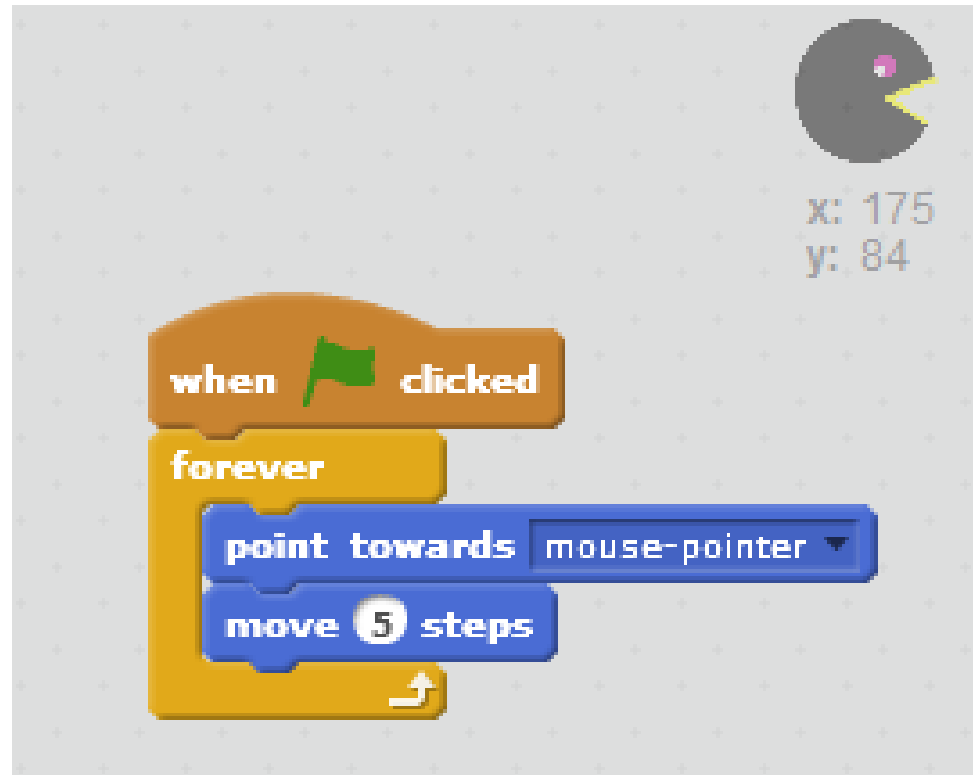 x: 175
y: 84
when clicked
forever
point towards mouse-pointer
move 5 steps